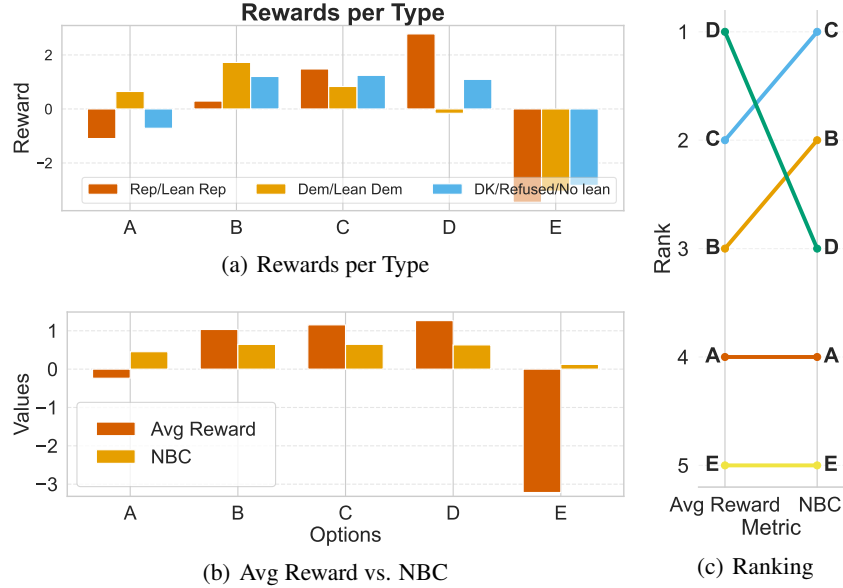 Rewards per Type
2
0
−2
Reward
Rep/Lean Rep
Dem/Lean Dem
DK/Refused/No lean
A
B
C
D
E
(a) Rewards per Type
1
0
−1
−2
−3
Values
Avg Reward
NBC
A
B
C
D
E
Options
(b) Avg Reward vs. NBC
1
D
C
2
C
B
3
B
D
4
A
A
5
E
E
Rank
Avg Reward
NBC
Metric
(c) Ranking